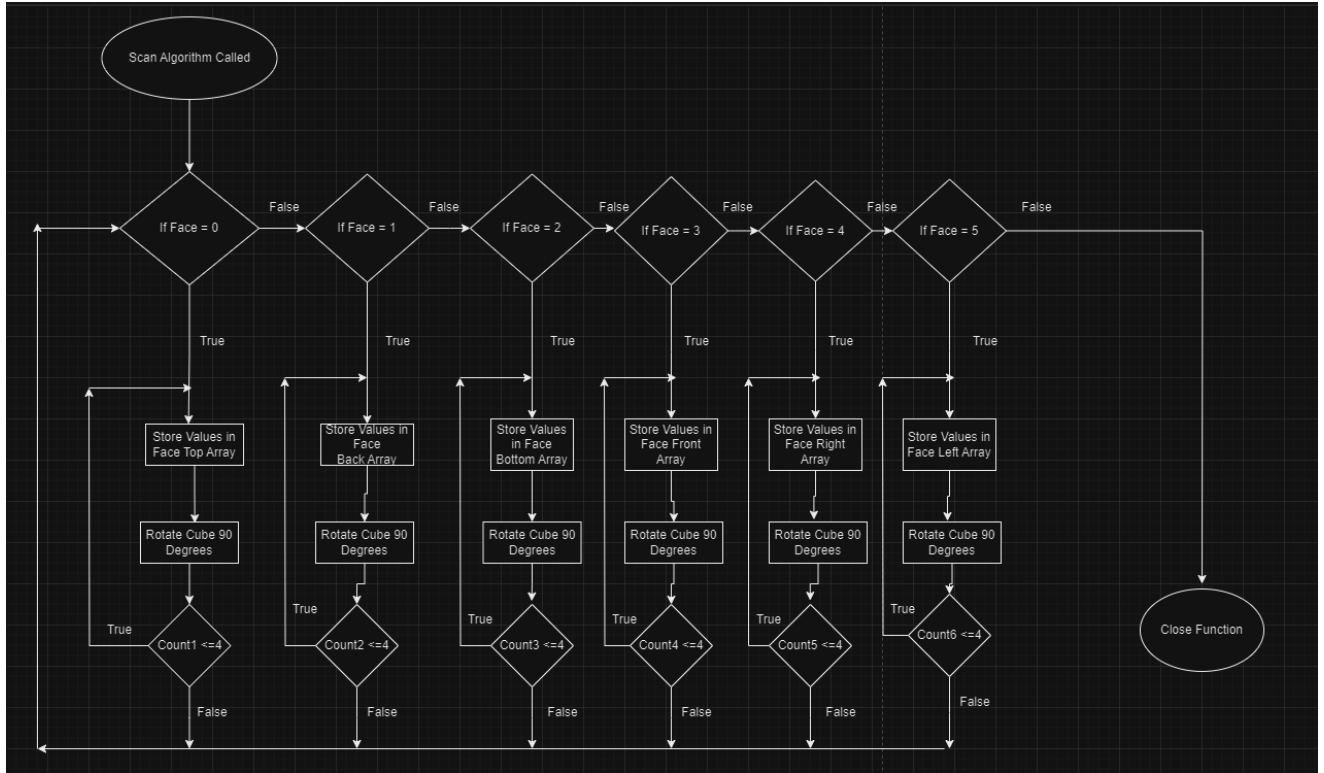 Scan Algorithm Called
If Face = 0
False
If Face = 1
False
If Face = 2
False
If Face = 3
False
If Face = 4
False
If Face = 5
False
True
True
True
True
True
True
Store Values in
Face Top Array
Store Values in
Face
Back Array
Store Values
in Face
Bottom Array
Store Values in
Face Front
Array
Store Values in
Face Right
Array
Store Values in
Face Left Array
Rotate Cube 90
Degrees
Rotate Cube 90
Degrees
Rotate Cube 90
Degrees
Rotate Cube 90
Degrees
Rotate Cube 90
Degrees
Rotate Cube 90
Degrees
True
Count1 <=4
True
Count2 <=4
True
Count3 <=4
True
Count4 <=4
True
Count5 <=4
True
Count6 <=4
Close Function
False
False
False
False
False
False